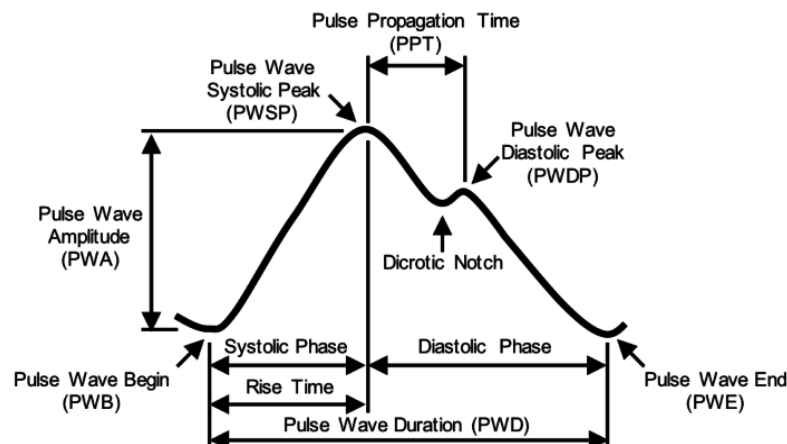 Pulse Propagation Time
(PPT)
Pulse Wave
Systolic Peak
(PWSP)
Pulse Wave
Diastolic Peak
(PWDP)
Pulse Wave
Amplitude
(PWA)
Dicrotic Notch
Systolic Phase
Diastolic Phase
Pulse Wave Begin
(PWB)
Rise Time
Pulse Wave End
(PWE)
Pulse Wave Duration (PWD)